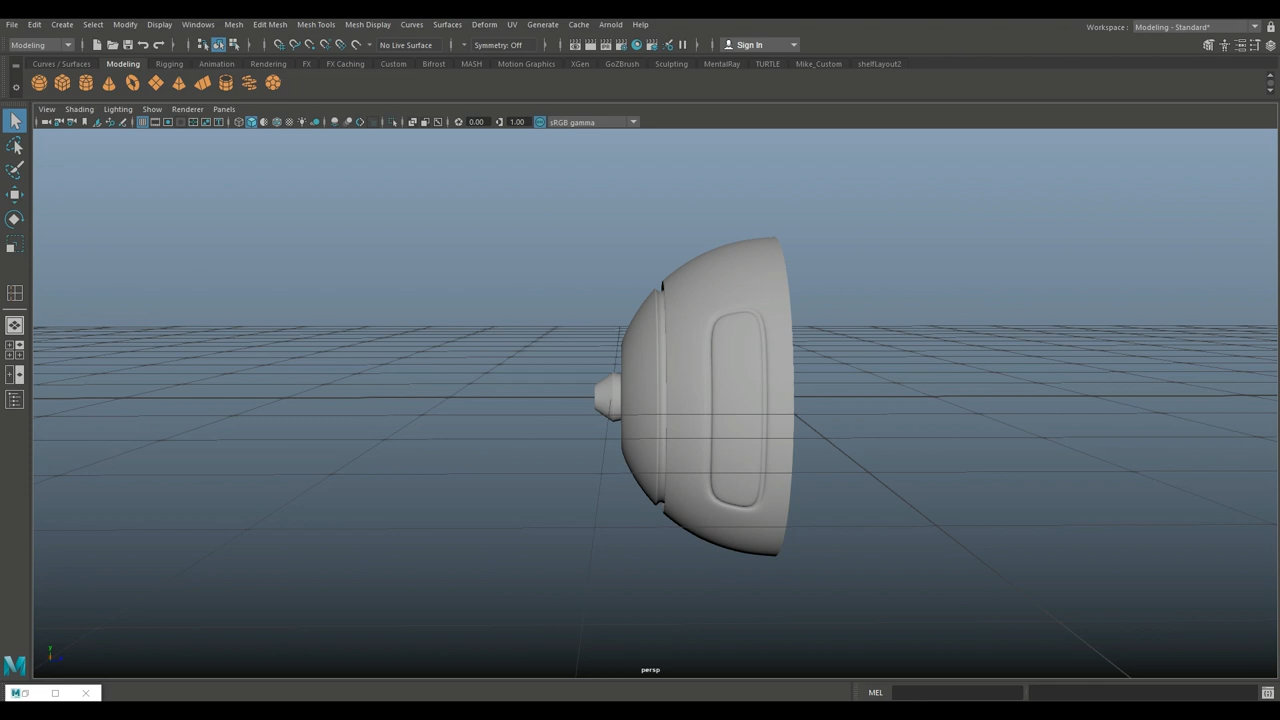 File Edit Create Select Modify Display Windows Mesh Edit Mesh Mesh Tools Mesh Display Curves Surfaces Deform UV Generate Cache Arnold Help Workspace : Modeling - Standard*
Modeling No Live Surface Symmetry: Off Sign In
Curves / Surfaces Modeling Rigging Animation Rendering FX FX Caching Custom Bifrost MASH Motion Graphics XGen GoZBrush Sculpting MentalRay TURTLE Mike_Custom shelfLayout2
View Shading Lighting Show Renderer Panels
0.00 1.00 sRGB gamma
persp
MEL